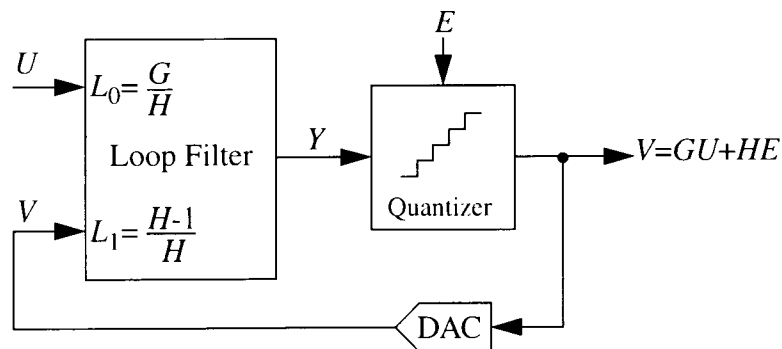 E
U
L₀= G/H
Loop Filter
Y
V=GU+HE
V
L₁= H-1/H
Quantizer
DAC